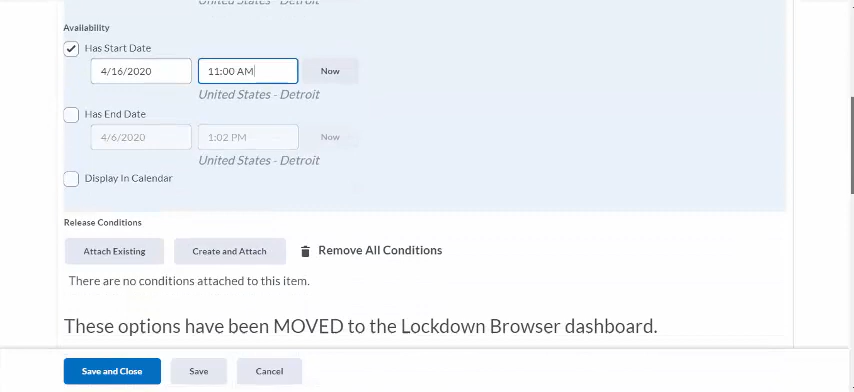 United States - Detroit
Availability
Has Start Date
4/16/2020
11:00 AM
Now
United States - Detroit
Has End Date
4/6/2020
1:02 PM
Now
United States - Detroit
Display In Calendar
Release Conditions
Attach Existing
Create and Attach
Remove All Conditions
There are no conditions attached to this item.
These options have been MOVED to the Lockdown Browser dashboard.
Save and Close
Save
Cancel